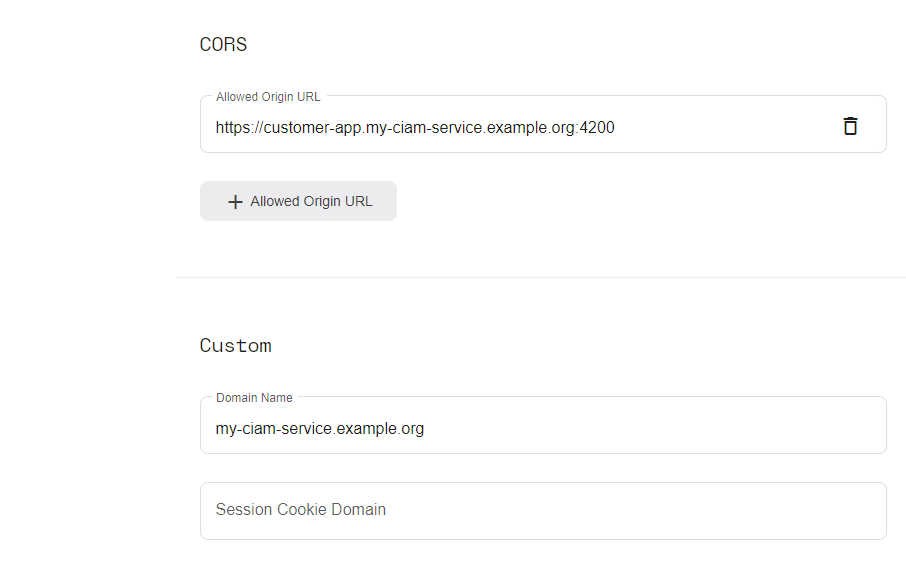 CORS
Allowed Origin URL
https://customer-app.my-ciam-service.example.org:4200
+ Allowed Origin URL
Custom
Domain Name
my-ciam-service.example.org
Session Cookie Domain